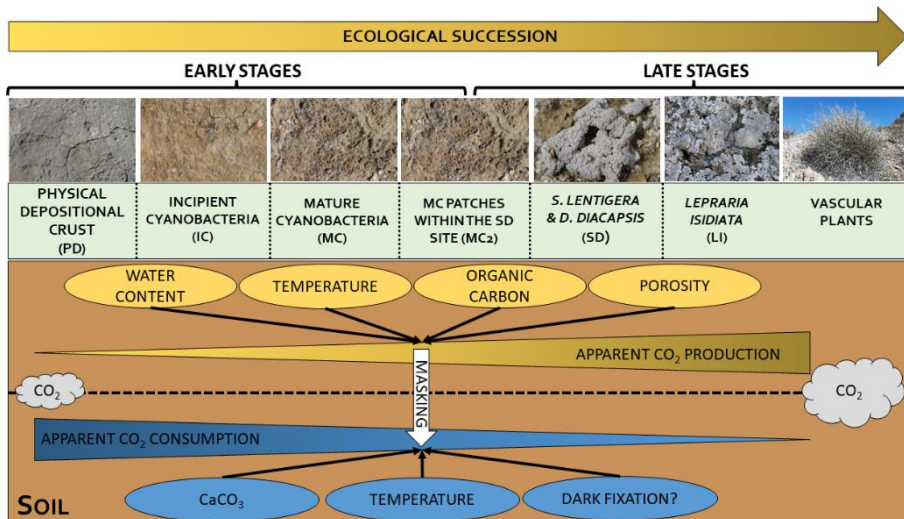 ECOLOGICAL SUCCESSION
EARLY STAGES
LATE STAGES
PHYSICAL
DEPOSITIONAL
CRUST
(PD)
INCIPIENT
CYANOBACTERIA
(IC)
MATURE
CYANOBACTERIA
(MC)
MC PATCHES
WITHIN THE SD
SITE (MC2)
S. LENTIGERA
& D. DIACAPSIS
(SD)
LEPRARIA
ISIDIATA
(LI)
VASCULAR
PLANTS
WATER
CONTENT
TEMPERATURE
ORGANIC
CARBON
POROSITY
APPARENT CO₂ PRODUCTION
MASKING
CO₂
CO₂
APPARENT CO₂ CONSUMPTION
CaCO₃
TEMPERATURE
DARK FIXATION?
SOIL